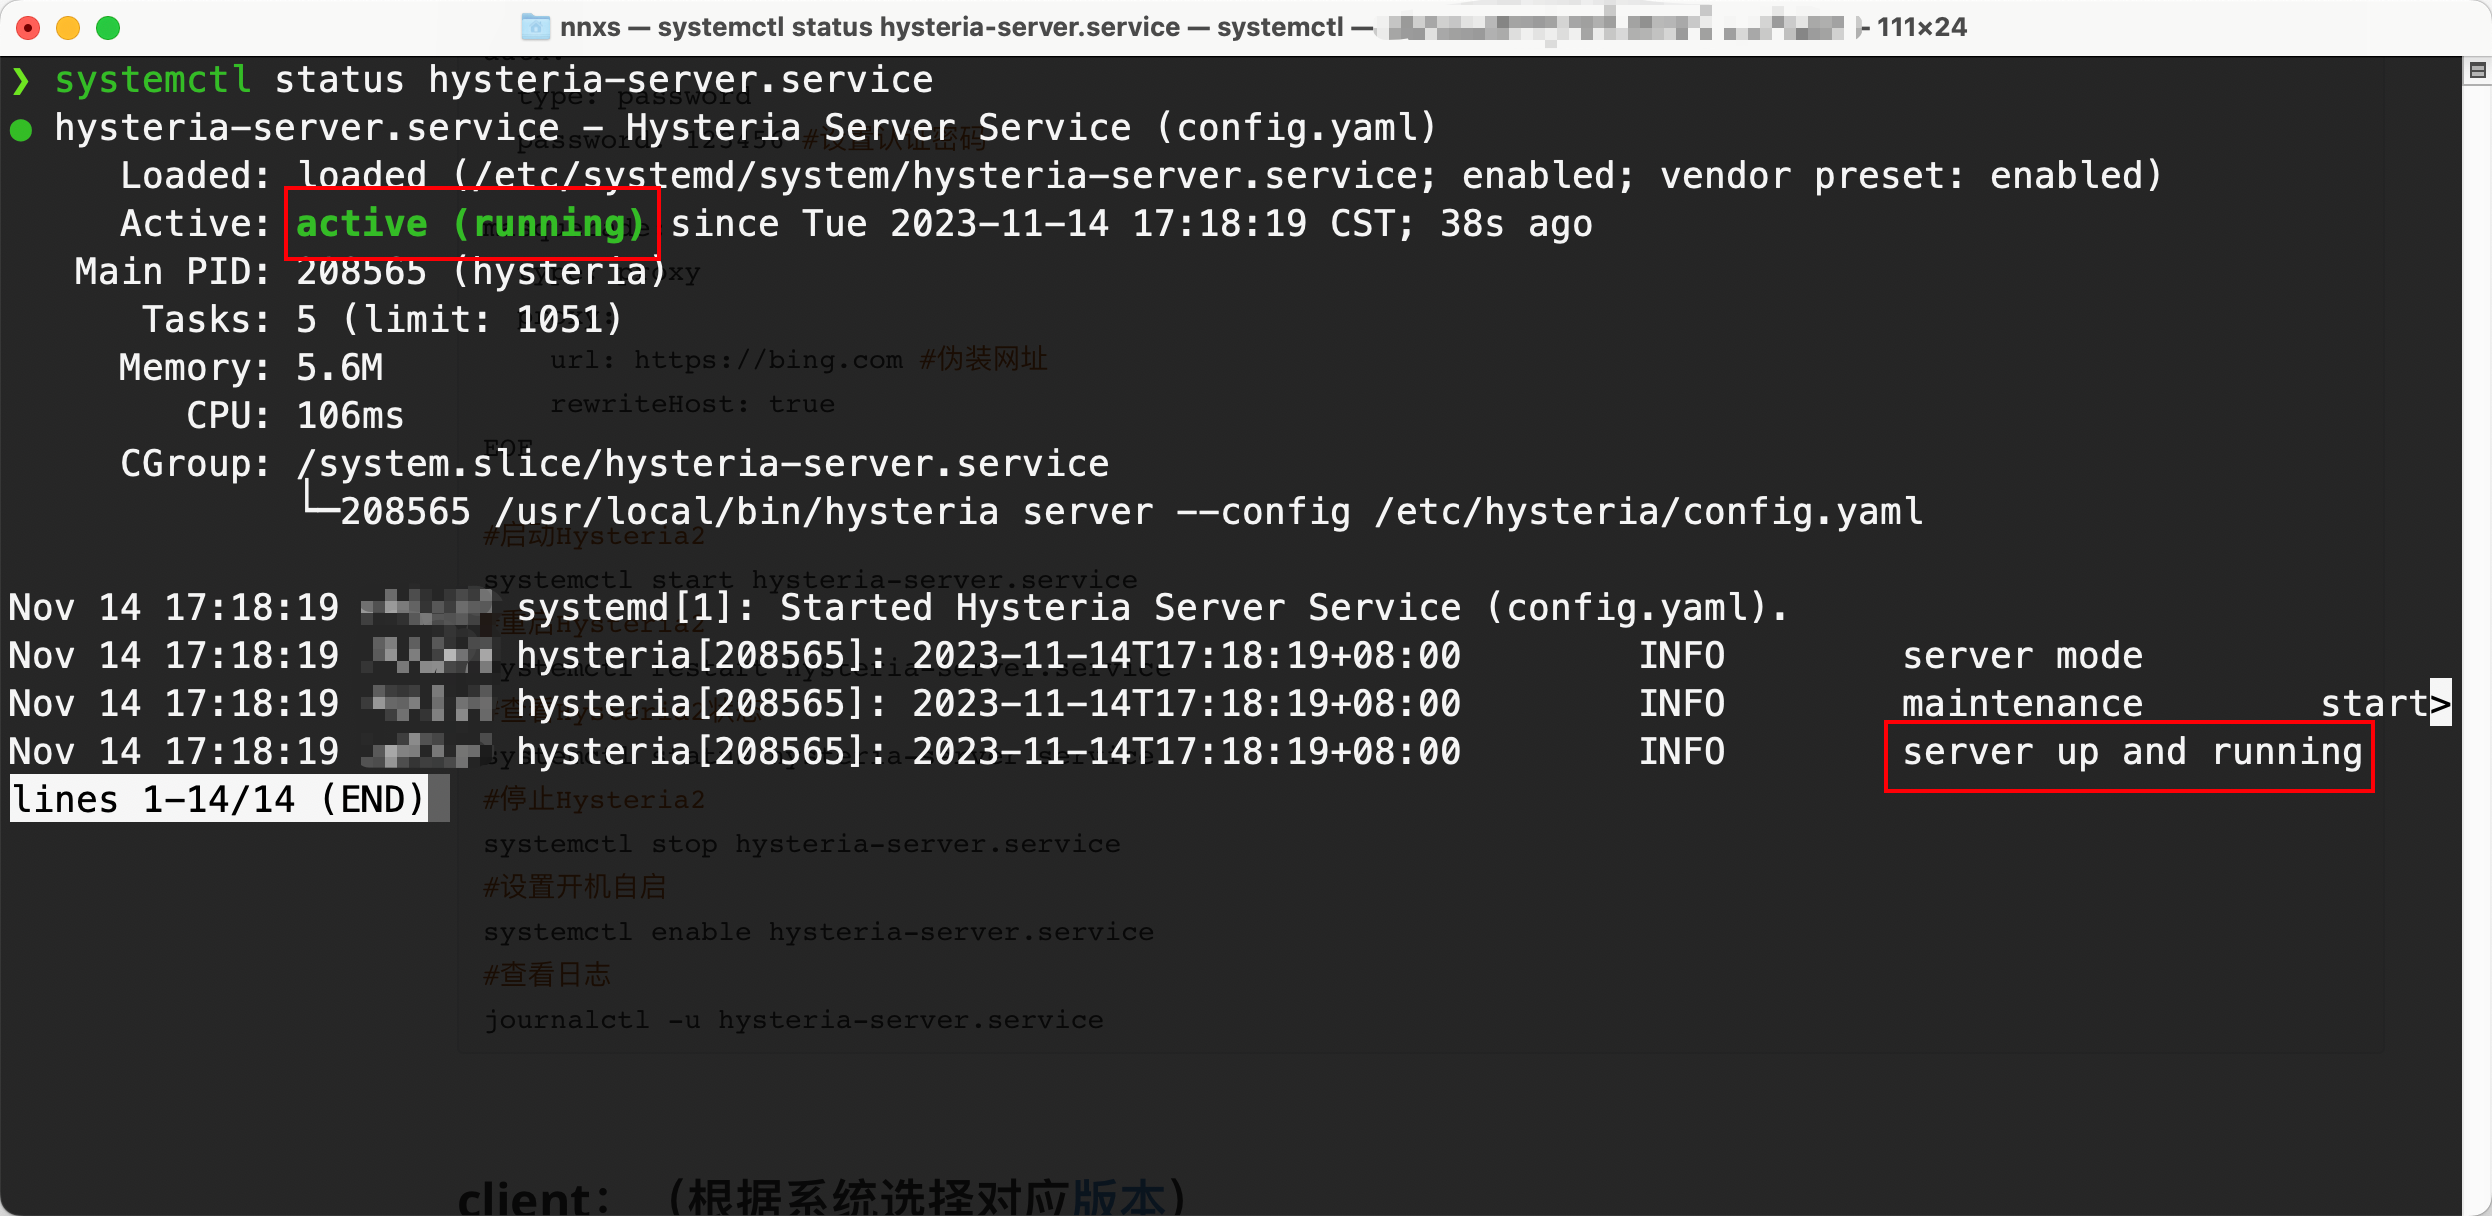 nnxs — systemctl status hysteria-server.service — systemctl — - 111×24
❯ systemctl status hysteria-server.service
● hysteria-server.service - Hysteria Server Service (config.yaml)
Loaded: loaded (/etc/systemd/system/hysteria-server.service; enabled; vendor preset: enabled)
Active: active (running) since Tue 2023-11-14 17:18:19 CST; 38s ago
Main PID: 208565 (hysteria)
Tasks: 5 (limit: 1051)
Memory: 5.6M
CPU: 106ms
CGroup: /system.slice/hysteria-server.service
└─208565 /usr/local/bin/hysteria server --config /etc/hysteria/config.yaml
Nov 14 17:18:19 systemd[1]: Started Hysteria Server Service (config.yaml).
Nov 14 17:18:19 hysteria[208565]: 2023-11-14T17:18:19+08:00 INFO server mode
Nov 14 17:18:19 hysteria[208565]: 2023-11-14T17:18:19+08:00 INFO maintenance start>
Nov 14 17:18:19 hysteria[208565]: 2023-11-14T17:18:19+08:00 INFO server up and running
lines 1-14/14 (END)
type: password
password: 123456 #设置认证密码
url: https://bing.com #伪装网址
rewriteHost: true
EOF
#启动Hysteria2
systemctl start hysteria-server.service
#重启Hysteria2
systemctl restart hysteria-server.service
#查看Hysteria2状态
systemctl status hysteria-server.service
#停止Hysteria2
systemctl stop hysteria-server.service
#设置开机自启
systemctl enable hysteria-server.service
#查看日志
journalctl -u hysteria-server.service
client：（根据系统选择对应版本）